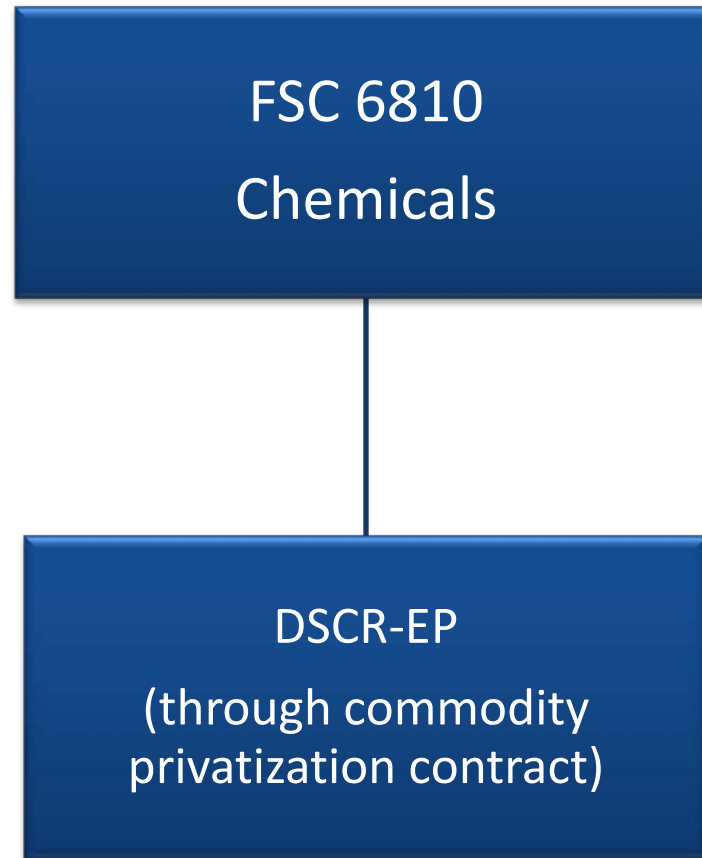 FSC 6810
Chemicals
DSCR-EP
(through commodity
privatization contract)